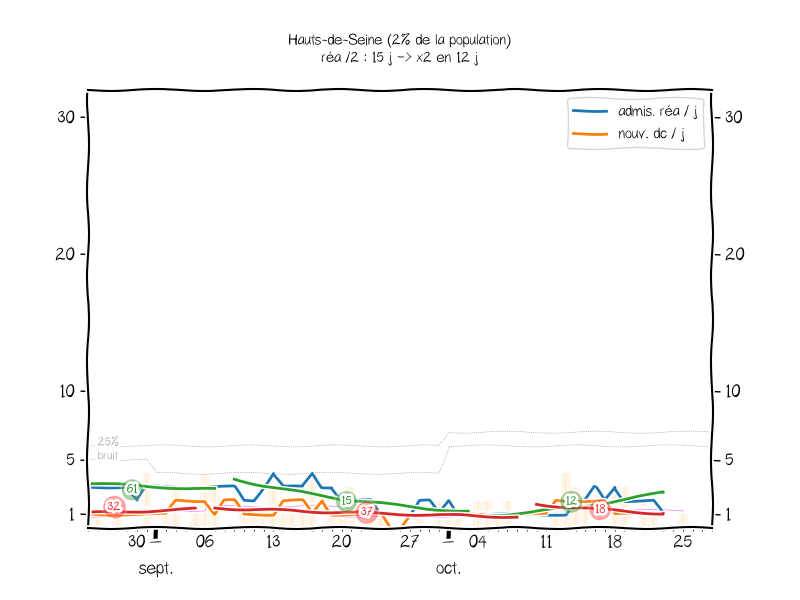 Hauts-de-Seine (2% de la population)
réa /2 : 15 j -> x2 en 12 j
admis. réa / j
nouv. dc / j
30 30
20 20
10 10
25%
bruit
5 5
61
32
15
37
12
18
1 1
30 06 13 20 27 04 11 18 25
sept. oct.